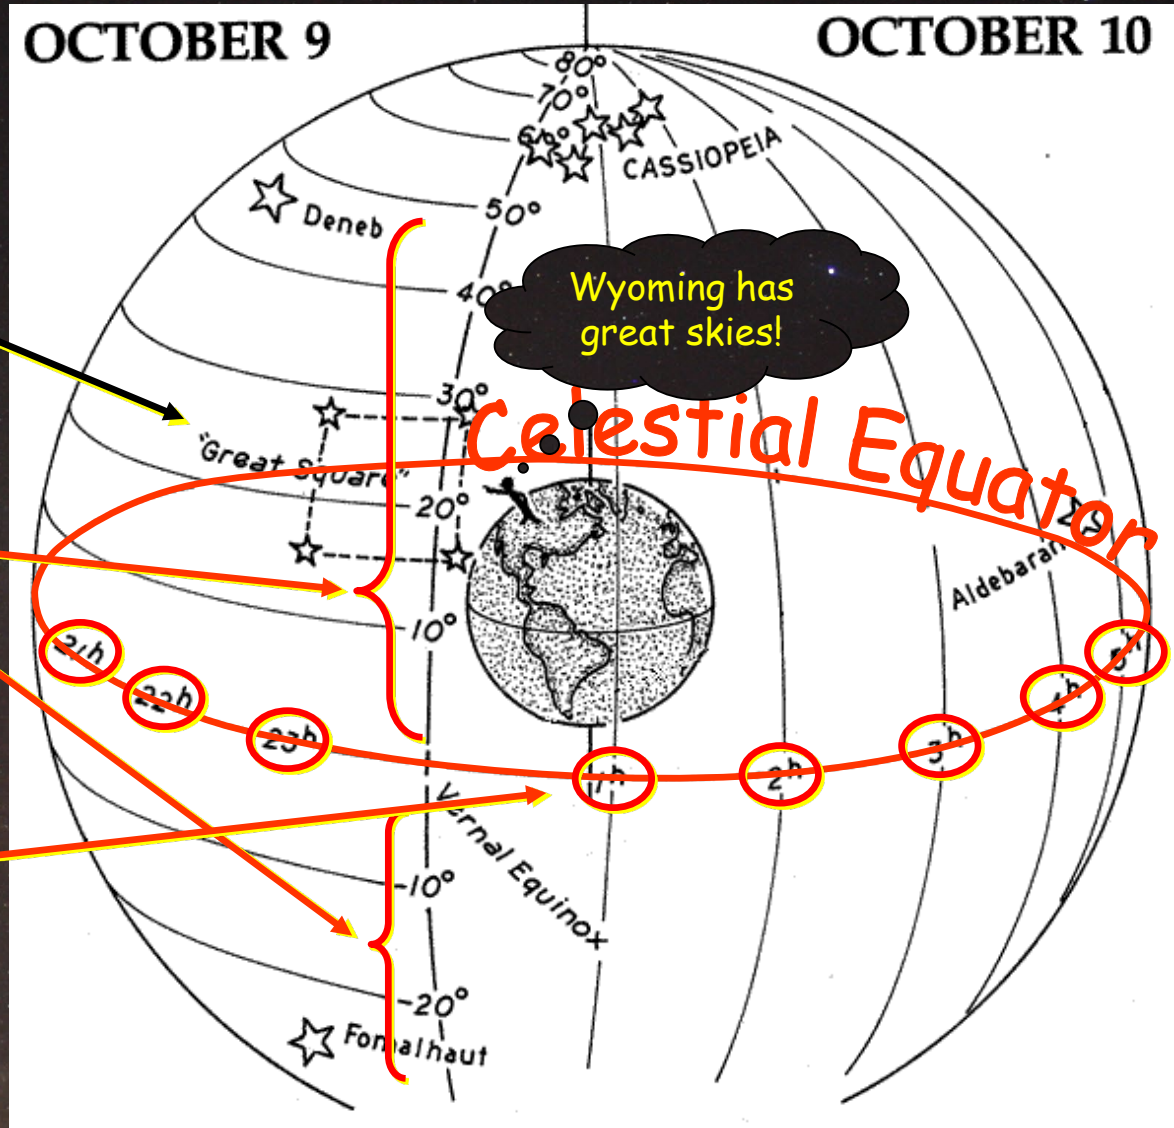 OCTOBER 9
OCTOBER 10
80°
70°
60°
CASSIOPEIA
Deneb
50°
40°
Wyoming has
great skies!
30°
Celestial Equator
"Great Square"
20°
Aldebaran
10°
21h
22h
23h
1h
2h
3h
4h
5h
Vernal Equinox
-10°
-20°
Fomalhaut